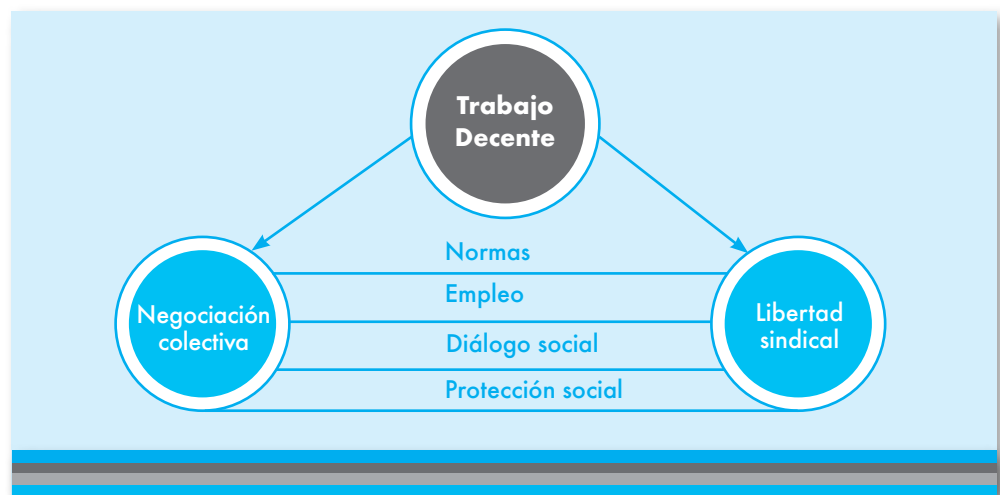 Trabajo
Decente
Normas
Empleo
Negociación
colectiva
Libertad
sindical
Diálogo social
Protección social